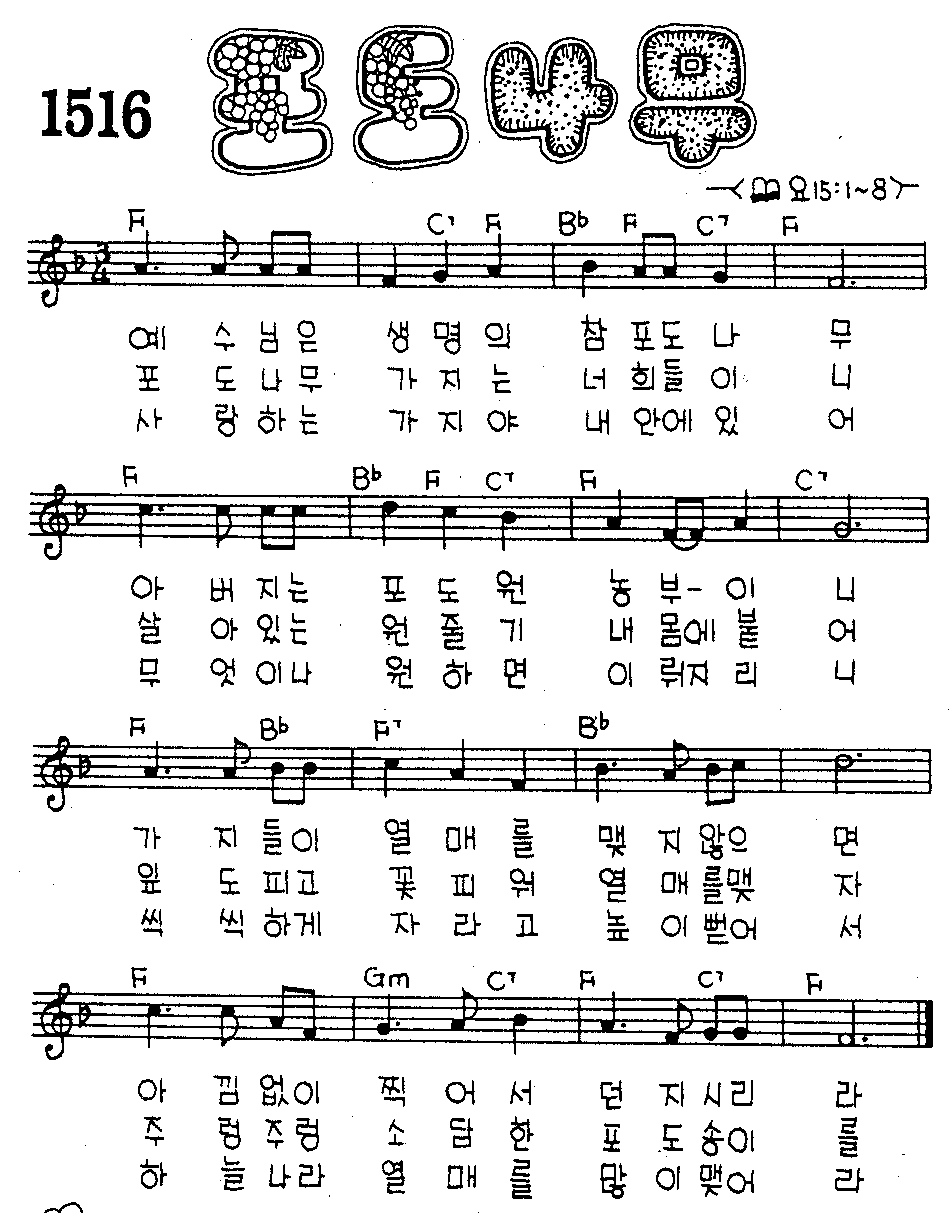 1516 포도나무
요15:1~8
F C7 F B♭ F C7 F
3/4
예 수 님 은 생 명 의 참 포 도 나 무
포 도 나 무 가 지 는 너 희 들 이 니
사 랑 하 는 가 지 야 내 안 에 있 어
F B♭ F C7 F C7
아 버 지 는 포 도 원 농 부 - 이 니
살 아 있 는 원 줄 기 내 몸 에 붙 어
무 엇 이 나 원 하 면 이 뤄 지 리 니
F B♭ F7 B♭
가 지 들 이 열 매 를 맺 지 않 으 면
잎 도 피 고 꽃 피 워 열 매 를 맺 자
씩 씩 하 게 자 라 고 높 이 뻗 어 서
F Gm C7 F C7 F
아 낌 없 이 찍 어 서 던 지 시 리 라
주 렁 주 렁 소 담 한 포 도 송 이 를
하 늘 나 라 열 매 를 많 이 맺 어 라